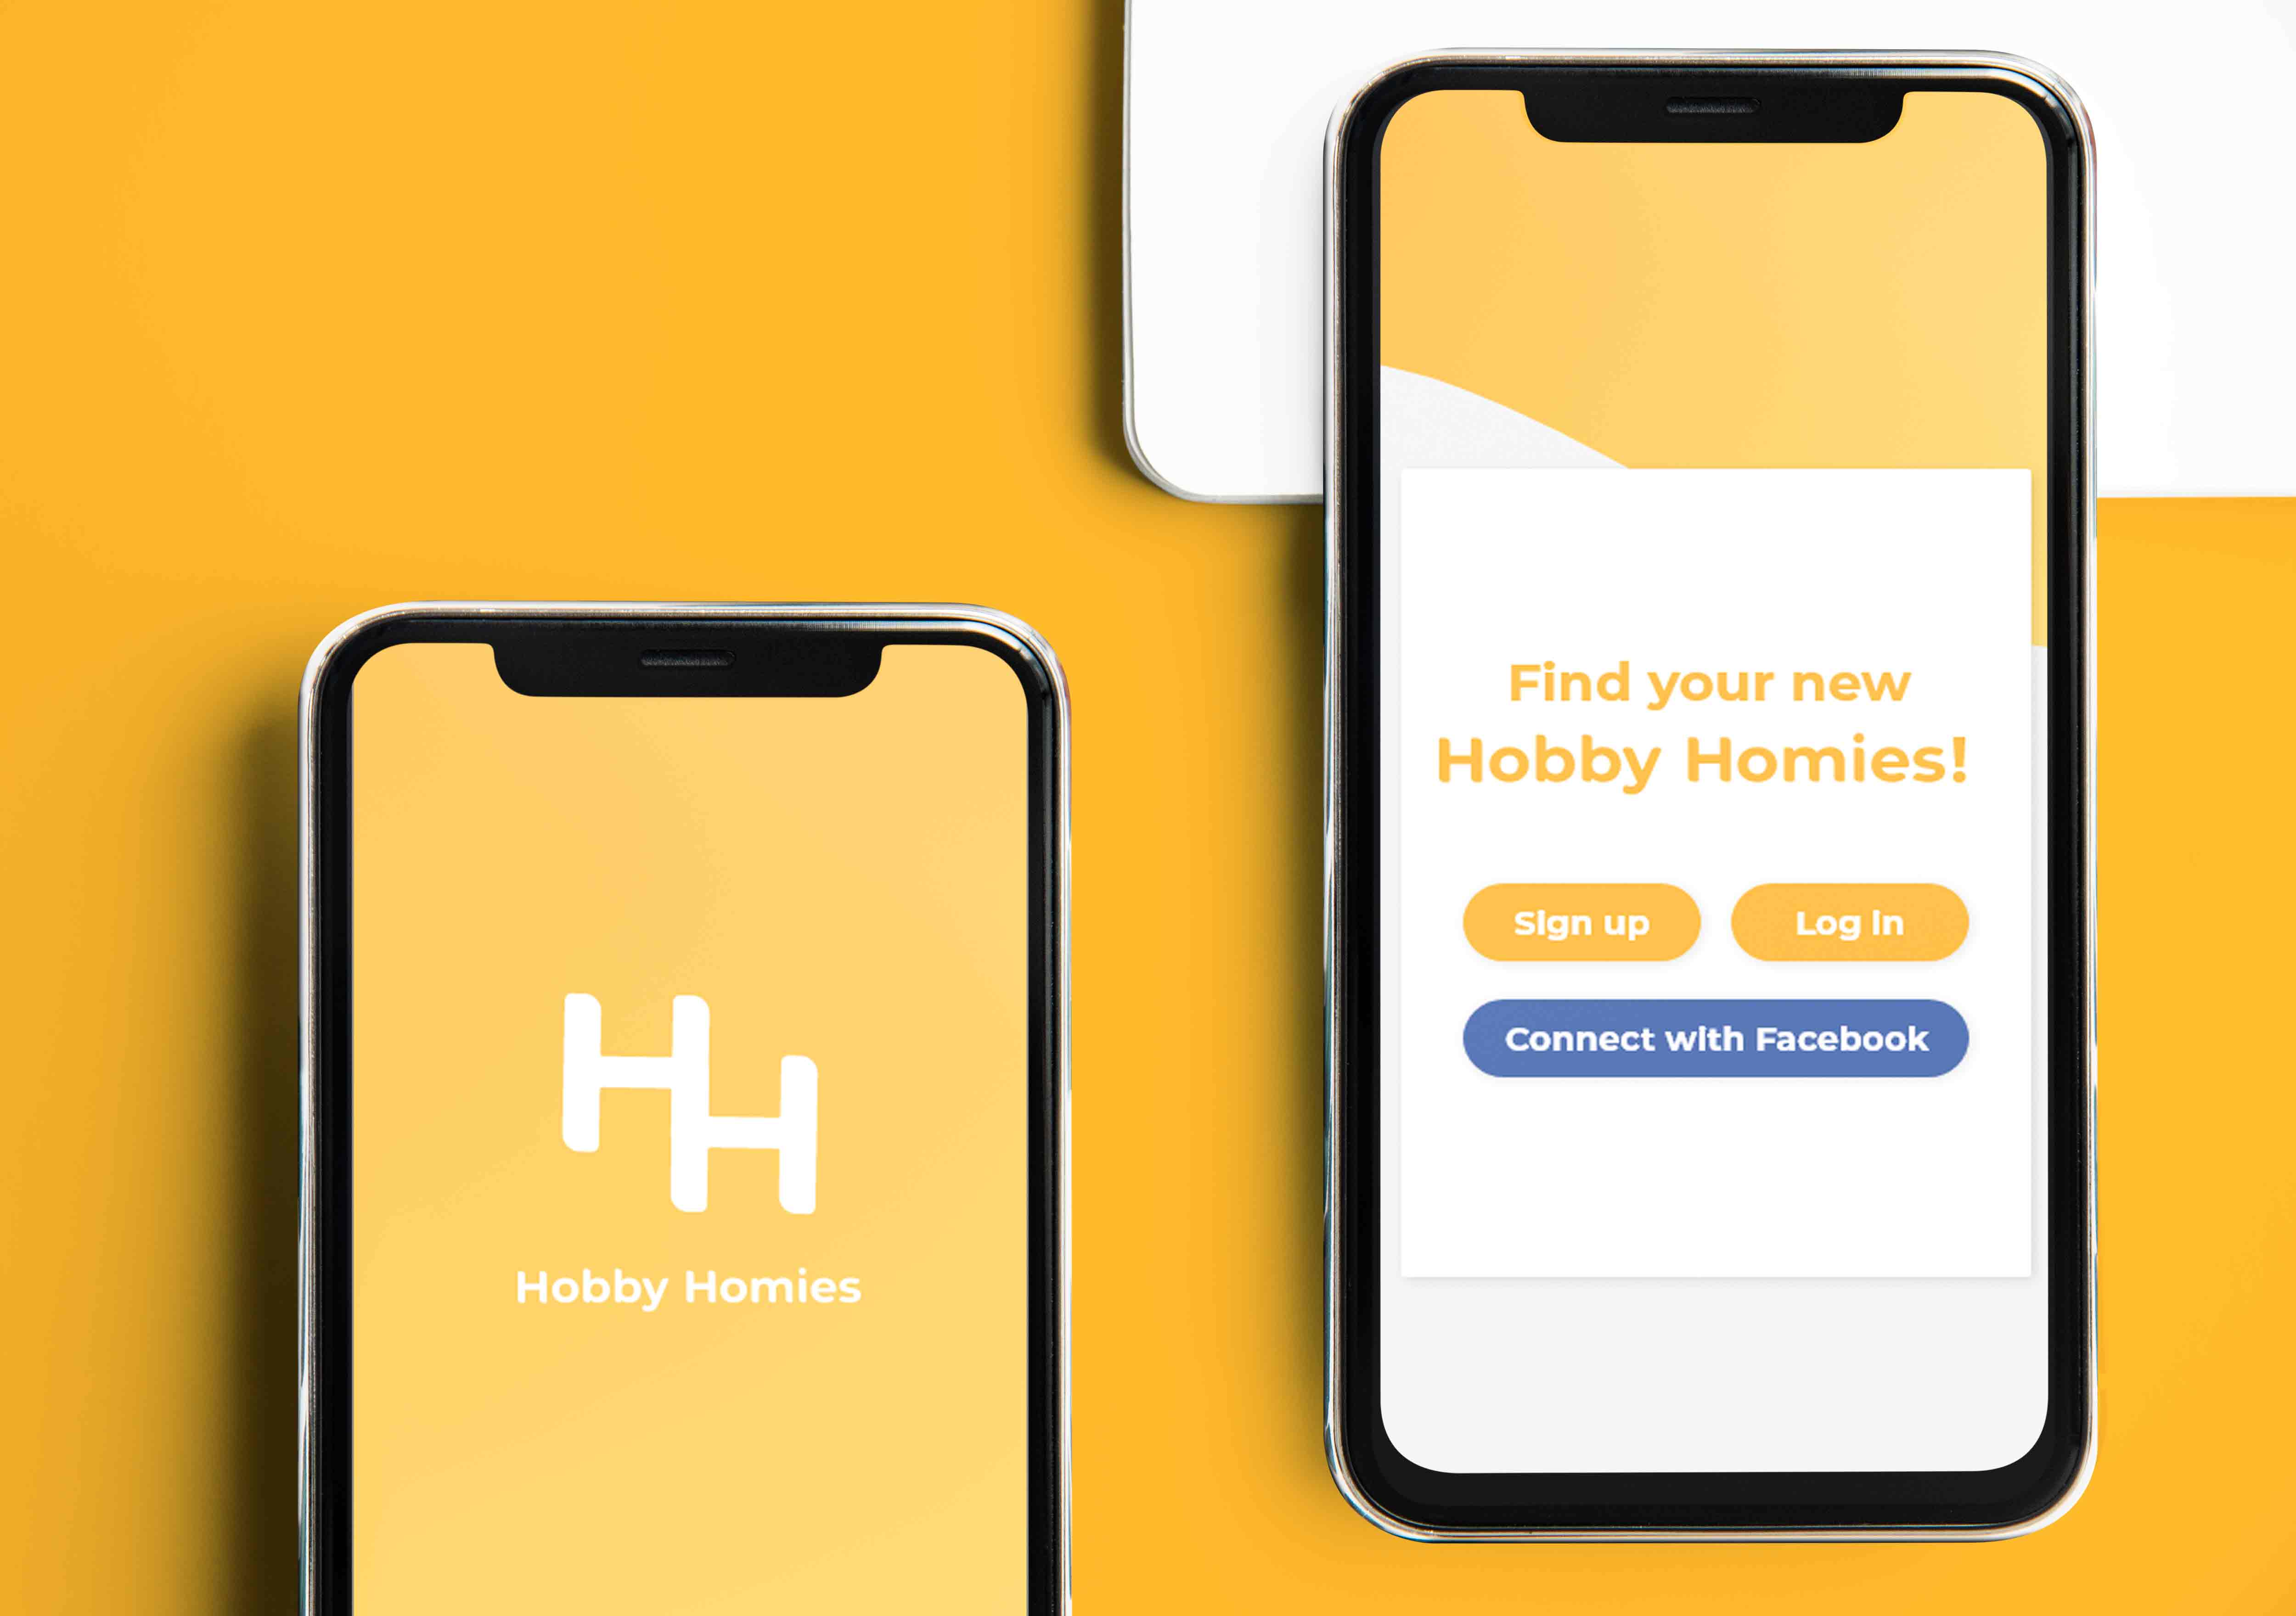 HH
Hobby Homies
Find your new
Hobby Homies!
Sign up
Log in
Connect with Facebook